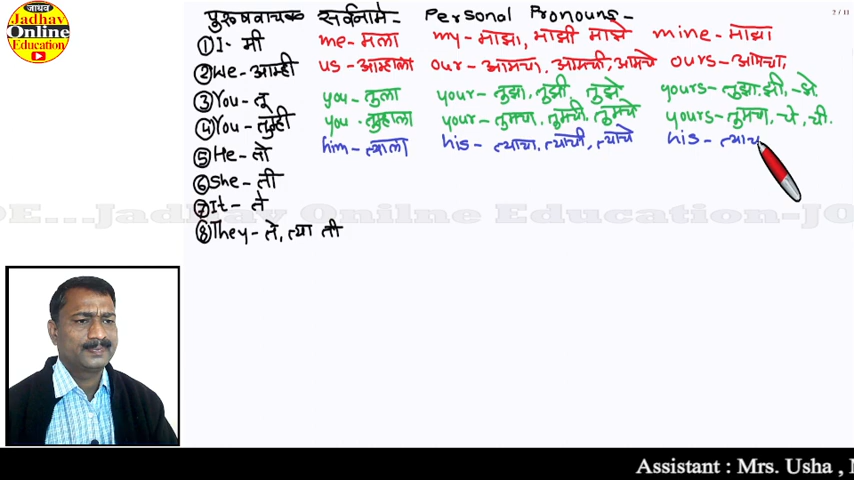 जाधव
Jadhav
Online
Education
पुरूषवाचक सर्वनामे - Personal Pronouns -
2 / 11
① I - मी me - मला my - माझा, माझी माझे mine - माझा
② We - आम्ही us - आम्हाला our - आमचा, आमची, आमचे ours - आमचा,
③ You - तू you - तुला your - तुझा, तुझी तुझे yours - तुझा, झी, - झे
④ You - तुम्ही you - तुम्हाला your - तुमचा, तुमची, तुमचे yours - तुमचा, - चे, ची.
⑤ He - तो him - त्याला his - त्याचा, त्याची, त्याचे his - त्याच
⑥ She - ती
⑦ It - ते
DE...Jadhav Onilne Education-JO
⑧ They - ते, त्या ती
Assistant : Mrs. Usha ,